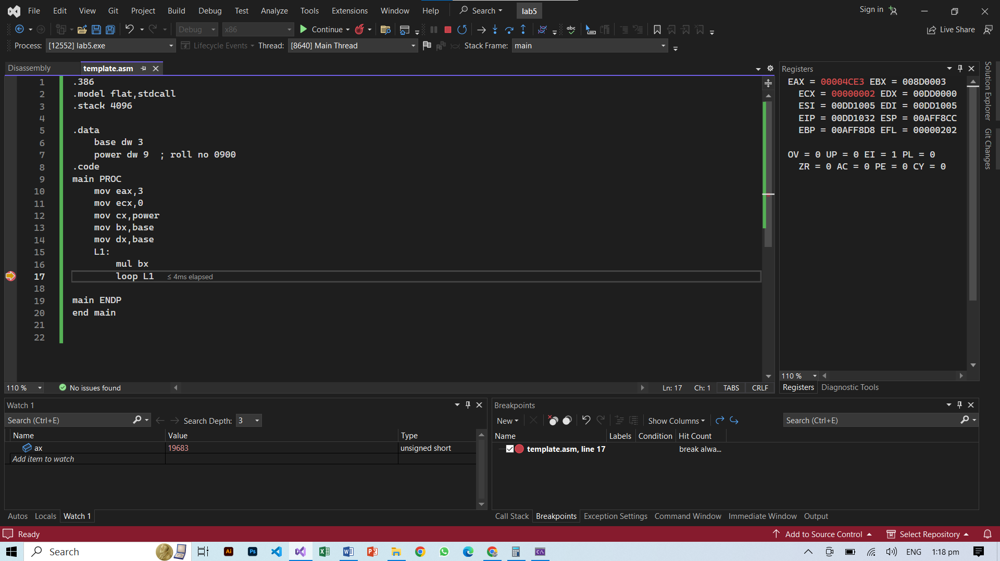 File Edit View Git Project Build Debug Test Analyze Tools Extensions Window Help Search lab5 Sign in
Debug x86 Continue abc Live Share
Process: [12552] lab5.exe Lifecycle Events Thread: [8640] Main Thread Stack Frame: main
Disassembly template.asm
1 .386
2 .model flat,stdcall
3 .stack 4096
4
5 .data
6 base dw 3
7 power dw 9 ; roll no 0900
8 .code
9 main PROC
10 mov eax,3
11 mov ecx,0
12 mov cx,power
13 mov bx,base
14 mov dx,base
15 L1:
16 mul bx
17 loop L1 ≤ 4ms elapsed
18
19 main ENDP
20 end main
21
22
110 % No issues found Ln: 17 Ch: 1 TABS CRLF
Registers
EAX = 00004CE3 EBX = 008D0003
ECX = 00000002 EDX = 00DD0000
ESI = 00DD1005 EDI = 00DD1005
EIP = 00DD1032 ESP = 00AFF8CC
EBP = 00AFF8D8 EFL = 00000202
OV = 0 UP = 0 EI = 1 PL = 0
ZR = 0 AC = 0 PE = 0 CY = 0
110 %
Registers Diagnostic Tools
Solution Explorer
Git Changes
Watch 1
Search (Ctrl+E) Search Depth: 3
Name Value Type
ax 19683 unsigned short
Add item to watch
Autos Locals Watch 1
Breakpoints
New Show Columns Search (Ctrl+E)
Name Labels Condition Hit Count
template.asm, line 17 break alwa...
Call Stack Breakpoints Exception Settings Command Window Immediate Window Output
Ready Add to Source Control Select Repository
Search Ai Ps ENG 1:18 pm